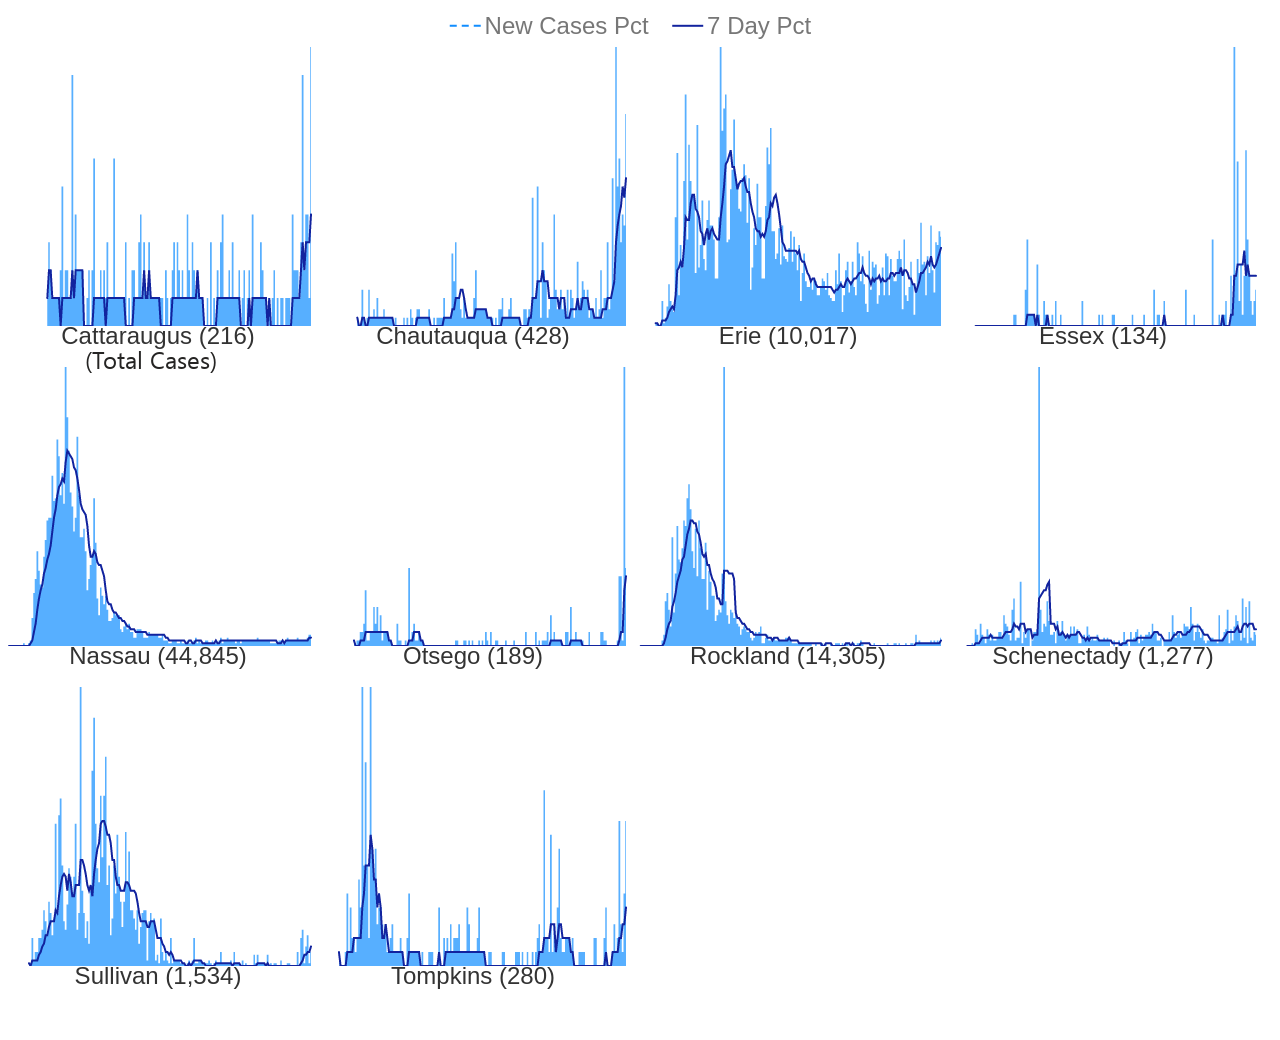 New Cases Pct 7 Day Pct
Cattaraugus (216) Chautauqua (428) Erie (10,017) Essex (134)
(Total Cases)
Nassau (44,845) Otsego (189) Rockland (14,305) Schenectady (1,277)
Sullivan (1,534) Tompkins (280)